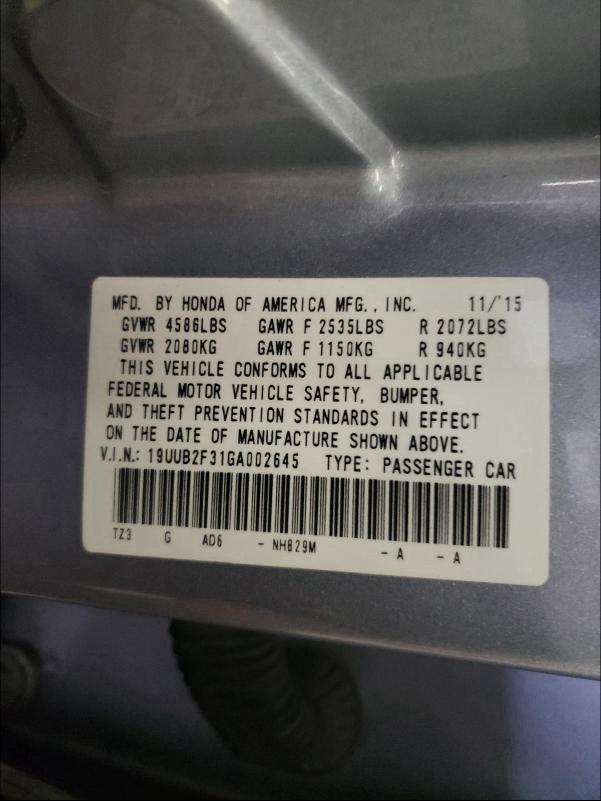 MFD. BY HONDA OF AMERICA MFG., INC. 11/'15
GVWR 4586LBS GAWR F 2535LBS R 2072LBS
GVWR 2080KG GAWR F 1150KG R 940KG
THIS VEHICLE CONFORMS TO ALL APPLICABLE
FEDERAL MOTOR VEHICLE SAFETY, BUMPER,
AND THEFT PREVENTION STANDARDS IN EFFECT
ON THE DATE OF MANUFACTURE SHOWN ABOVE.
V.I.N.: 19UUB2F31GA002645 TYPE: PASSENGER CAR
TZ3 G AD6 - NH829M - A - A